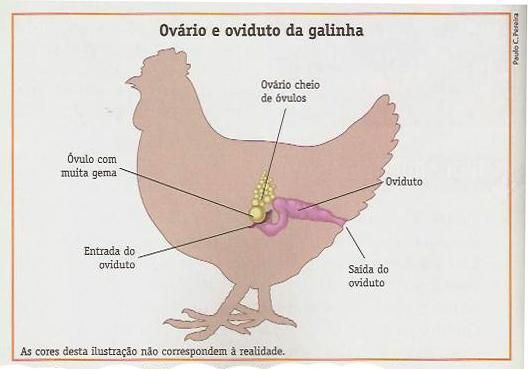 Ovário e oviduto da galinha
Paulo C. Pereira
Ovário cheio
de óvulos
Óvulo com
muita gema
Oviduto
Entrada do
oviduto
Saída do
oviduto
As cores desta ilustração não correspondem à realidade.